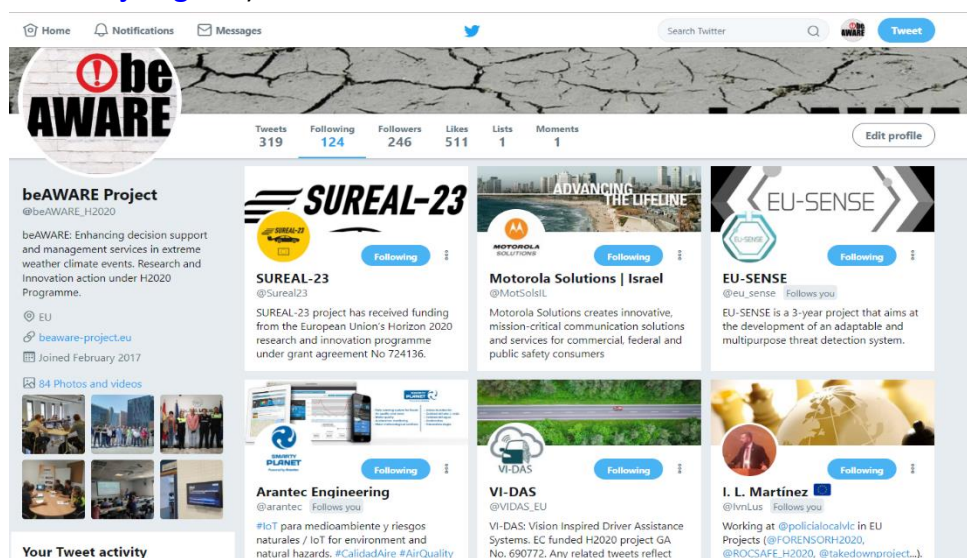 Home Notifications Messages
Search Twitter
be AWARE
Tweet
be
AWARE
Tweets Following Followers Likes Lists Moments
319 124 246 511 1 1
Edit profile
beAWARE Project
@beAWARE_H2020
beAWARE: Enhancing decision support
and management services in extreme
weather climate events. Research and
Innovation action under H2020
Programme.
EU
beaware-project.eu
Joined February 2017
84 Photos and videos
Your Tweet activity
SUREAL-23
SUREAL-23
Following
SUREAL-23
@Sureal23
SUREAL-23 project has received funding
from the European Union's Horizon 2020
research and innovation programme
under grant agreement No 724136.
ADVANCING
THE LIFELINE
MOTOROLA
SOLUTIONS
Following
Motorola Solutions | Israel
@MotSolsIL
Motorola Solutions creates innovative,
mission-critical communication solutions
and services for commercial, federal and
public safety consumers
EU-SENSE
EU-SENSE
Following
EU-SENSE
@eu_sense Follows you
EU-SENSE is a 3-year project that aims at
the development of an adaptable and
multipurpose threat detection system.
SMARTY
PLANET
Following
Arantec Engineering
@arantec Follows you
#IoT para medioambiente y riesgos
naturales / IoT for environment and
natural hazards. #CalidadAire #AirQuality
VI-DAS
Following
VI-DAS
@VIDAS_EU
VI-DAS: Vision Inspired Driver Assistance
Systems. EC funded H2020 project GA
No. 690772. Any related tweets reflect
Following
I. L. Martínez
@IvnLus Follows you
Working at @policialocalvlc in EU
Projects (@FORENSORH2020,
@ROCSAFE_H2020, @takedownproject...).